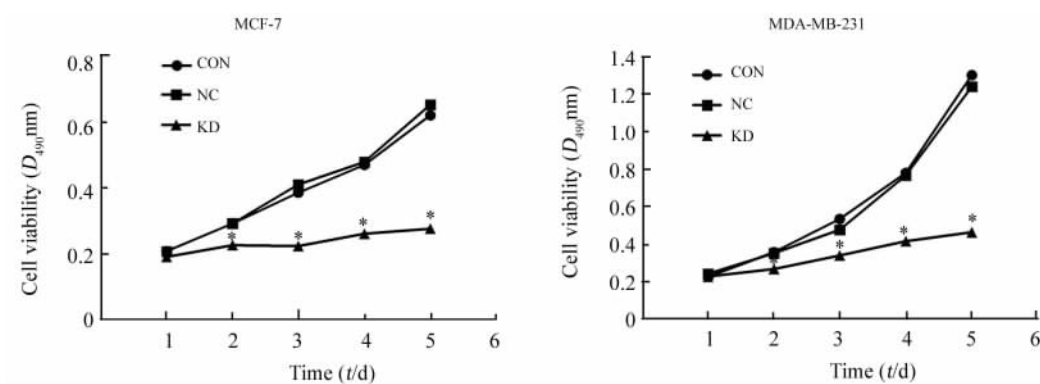 MCF-7
0.8
0.6
0.4
0.2
0
Cell viability (D490nm)
CON
NC
KD
*
*
*
*
1 2 3 4 5 6
Time (t/d)
MDA-MB-231
1.4
1.2
1.0
0.8
0.6
0.4
0.2
0
Cell viability (D490nm)
CON
NC
KD
*
*
*
*
1 2 3 4 5 6
Time (t/d)